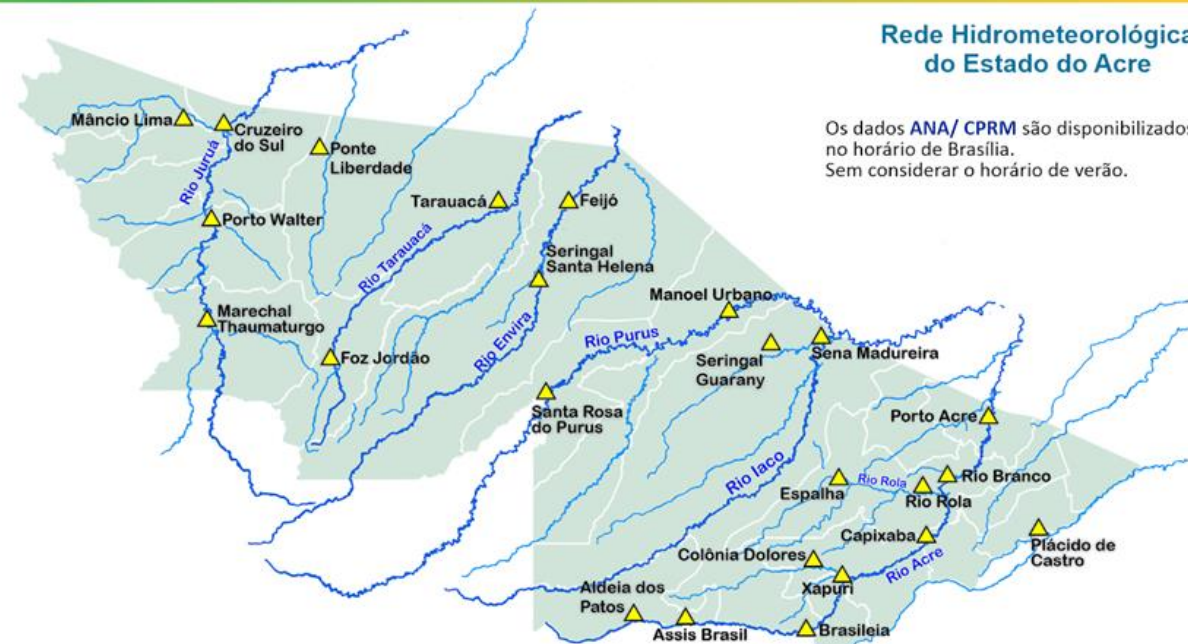 Rede Hidrometeorológica
do Estado do Acre
Os dados ANA/ CPRM são disponibilizados
no horário de Brasília.
Sem considerar o horário de verão.
Mâncio Lima
Cruzeiro
do Sul
Ponte
Liberdade
Rio Juruá
Porto Walter
Tarauacá
Feijó
Rio Tarauacá
Seringal
Santa Helena
Marechal
Thaumaturgo
Foz Jordão
Rio Envira
Manoel Urbano
Rio Purus
Seringal
Guarany
Sena Madureira
Santa Rosa
do Purus
Porto Acre
Rio Iaco
Espalha
Rio Rola
Rio Rola
Rio Branco
Capixaba
Plácido de
Castro
Colônia Dolores
Rio Acre
Xapuri
Aldeia dos
Patos
Assis Brasil
Brasileia